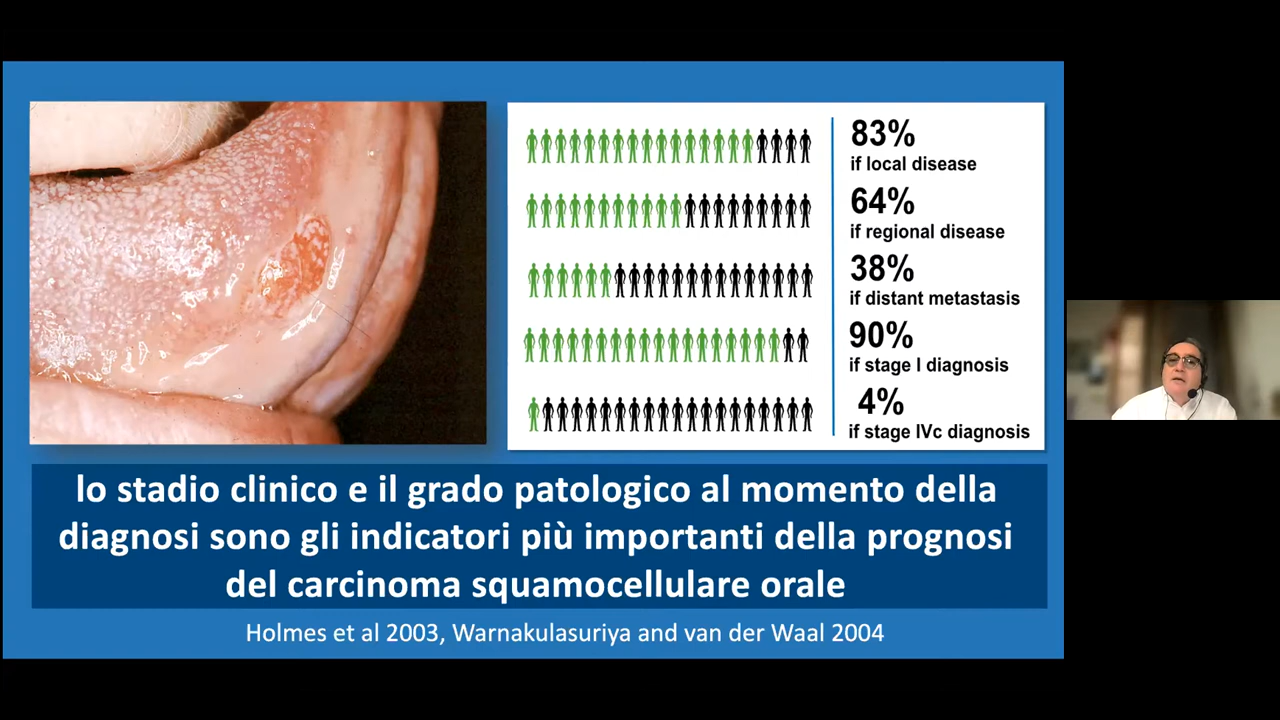 83%
if local disease
64%
if regional disease
38%
if distant metastasis
90%
if stage I diagnosis
4%
if stage IVc diagnosis
lo stadio clinico e il grado patologico al momento della
diagnosi sono gli indicatori più importanti della prognosi
del carcinoma squamocellulare orale
Holmes et al 2003, Warnakulasuriya and van der Waal 2004